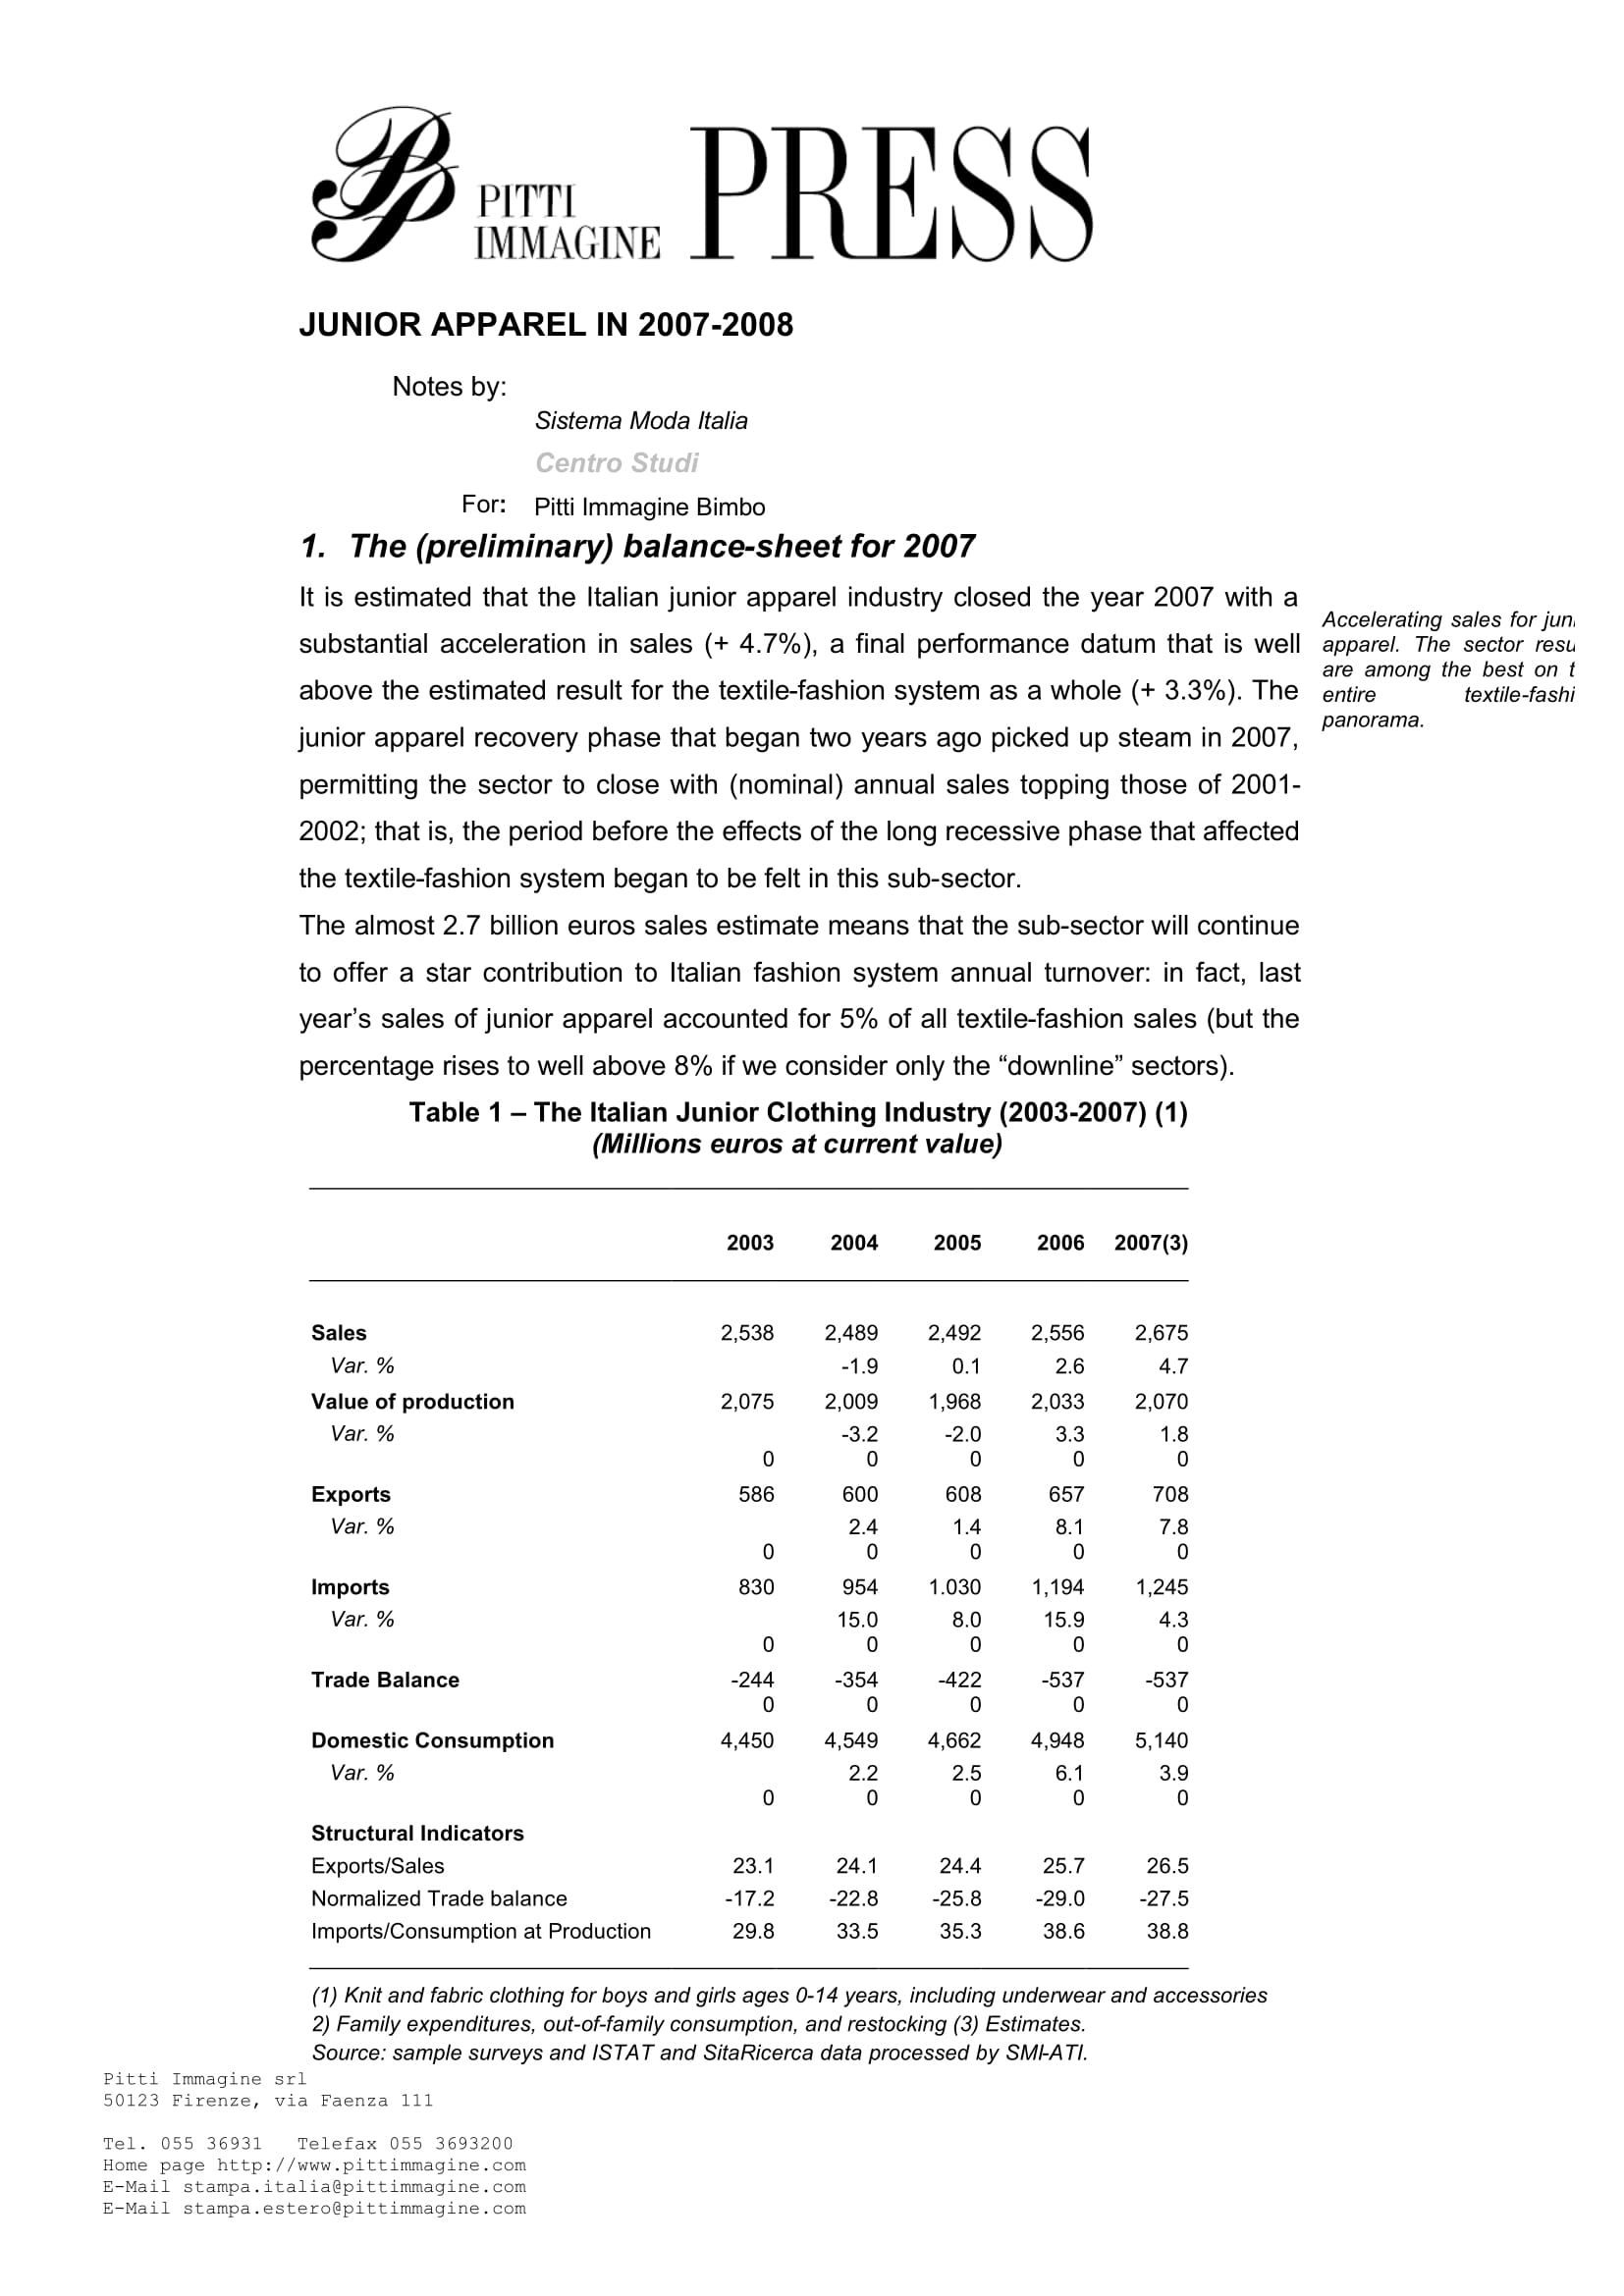 PITTI
IMMAGINE
PRESS
JUNIOR APPAREL IN 2007-2008
Notes by:
Sistema Moda Italia
Centro Studi
For: Pitti Immagine Bimbo
1. The (preliminary) balance-sheet for 2007
It is estimated that the Italian junior apparel industry closed the year 2007 with a
substantial acceleration in sales (+ 4.7%), a final performance datum that is well
above the estimated result for the textile-fashion system as a whole (+ 3.3%). The
junior apparel recovery phase that began two years ago picked up steam in 2007,
permitting the sector to close with (nominal) annual sales topping those of 2001-
2002; that is, the period before the effects of the long recessive phase that affected
the textile-fashion system began to be felt in this sub-sector.
The almost 2.7 billion euros sales estimate means that the sub-sector will continue
to offer a star contribution to Italian fashion system annual turnover: in fact, last
year’s sales of junior apparel accounted for 5% of all textile-fashion sales (but the
percentage rises to well above 8% if we consider only the “downline” sectors).
Accelerating sales for
apparel. The sector
are among the best on
entire
panorama.
Table 1 – The Italian Junior Clothing Industry (2003-2007) (1)
(Millions euros at current value)
2003 2004 2005 2006 2007(3)
Sales 2,538 2,489 2,492 2,556 2,675
Var. % -1.9 0.1 2.6 4.7
Value of production 2,075 2,009 1,968 2,033 2,070
Var. % -3.2 -2.0 3.3 1.8
0 0 0 0 0
Exports 586 600 608 657 708
Var. % 2.4 1.4 8.1 7.8
0 0 0 0 0
Imports 830 954 1.030 1,194 1,245
Var. % 15.0 8.0 15.9 4.3
0 0 0 0 0
Trade Balance -244 -354 -422 -537 -537
0 0 0 0 0
Domestic Consumption 4,450 4,549 4,662 4,948 5,140
Var. % 2.2 2.5 6.1 3.9
0 0 0 0 0
Structural Indicators
Exports/Sales 23.1 24.1 24.4 25.7 26.5
Normalized Trade balance -17.2 -22.8 -25.8 -29.0 -27.5
Imports/Consumption at Production 29.8 33.5 35.3 38.6 38.8
(1) Knit and fabric clothing for boys and girls ages 0-14 years, including underwear and accessories
2) Family expenditures, out-of-family consumption, and restocking (3) Estimates.
Source: sample surveys and ISTAT and SitaRicerca data processed by SMI-ATI.
Pitti Immagine srl
50123 Firenze, via Faenza 111
Tel. 055 36931 Telefax 055 3693200
Home page http://www.pittimmagine.com
E-Mail stampa.italia@pittimmagine.com
E-Mail stampa.estero@pittimmagine.com